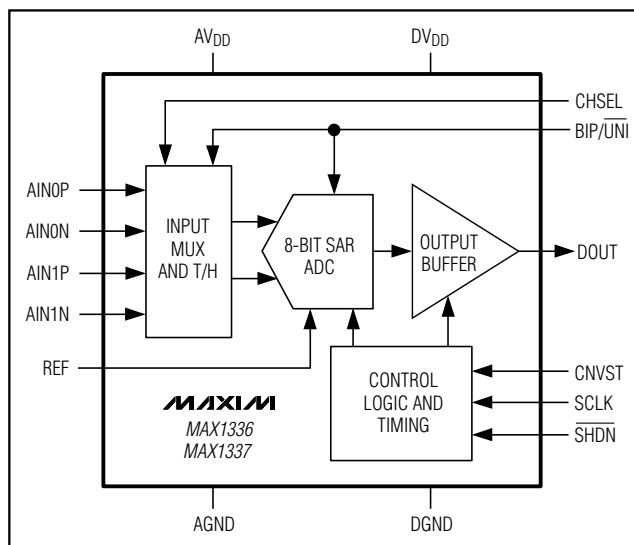 AVDD
DVDD
CHSEL
BIP/UNI
AIN0P
AIN0N
AIN1P
AIN1N
REF
INPUT
MUX
AND T/H
8-BIT SAR
ADC
OUTPUT
BUFFER
DOUT
CONTROL
LOGIC AND
TIMING
CNVST
SCLK
SHDN
MAXIM
MAX1336
MAX1337
AGND
DGND